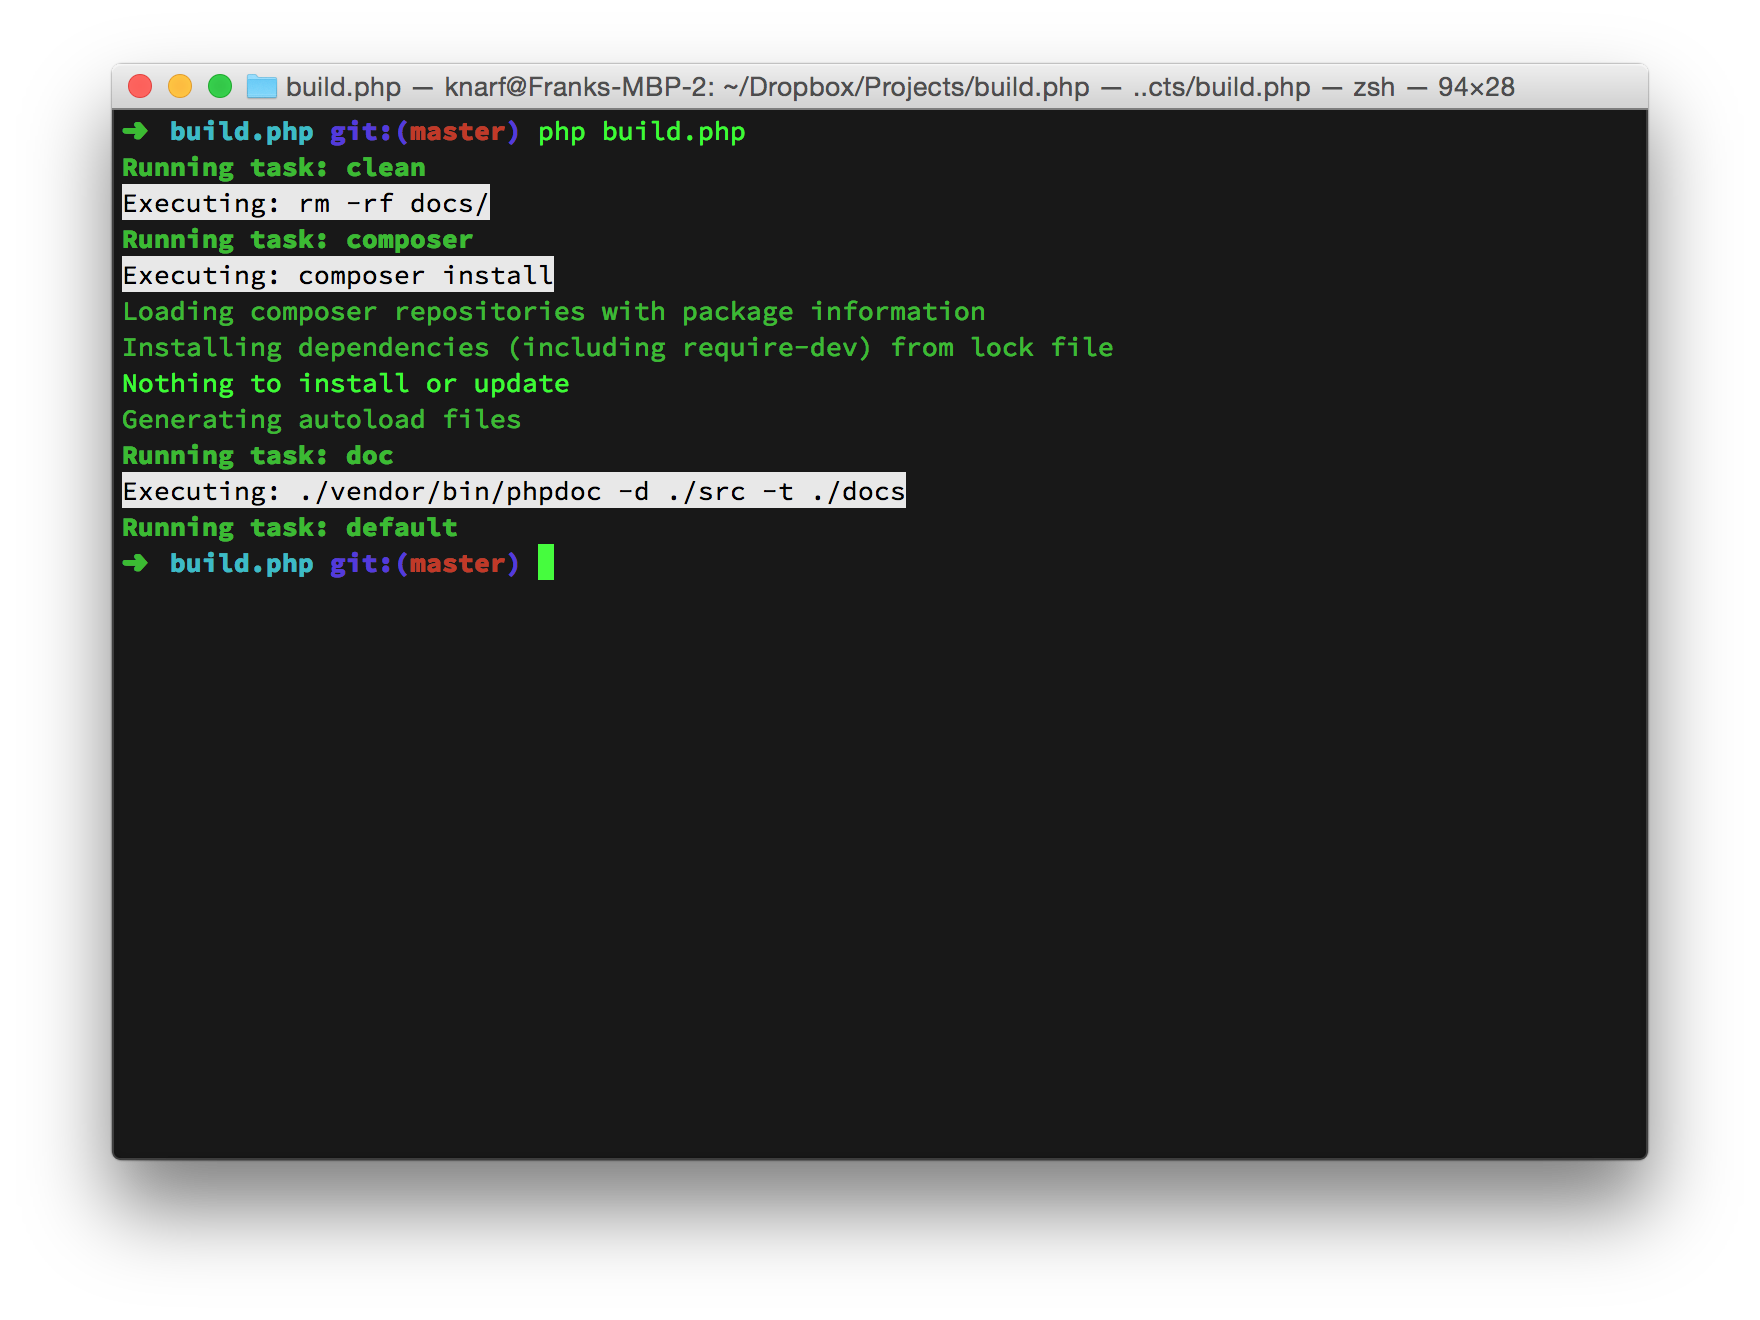 build.php — knarf@Franks-MBP-2: ~/Dropbox/Projects/build.php — ..cts/build.php — zsh — 94×28
➜  build.php git:(master) php build.php
Running task: clean
Executing: rm -rf docs/
Running task: composer
Executing: composer install
Loading composer repositories with package information
Installing dependencies (including require-dev) from lock file
Nothing to install or update
Generating autoload files
Running task: doc
Executing: ./vendor/bin/phpdoc -d ./src -t ./docs
Running task: default
➜  build.php git:(master)